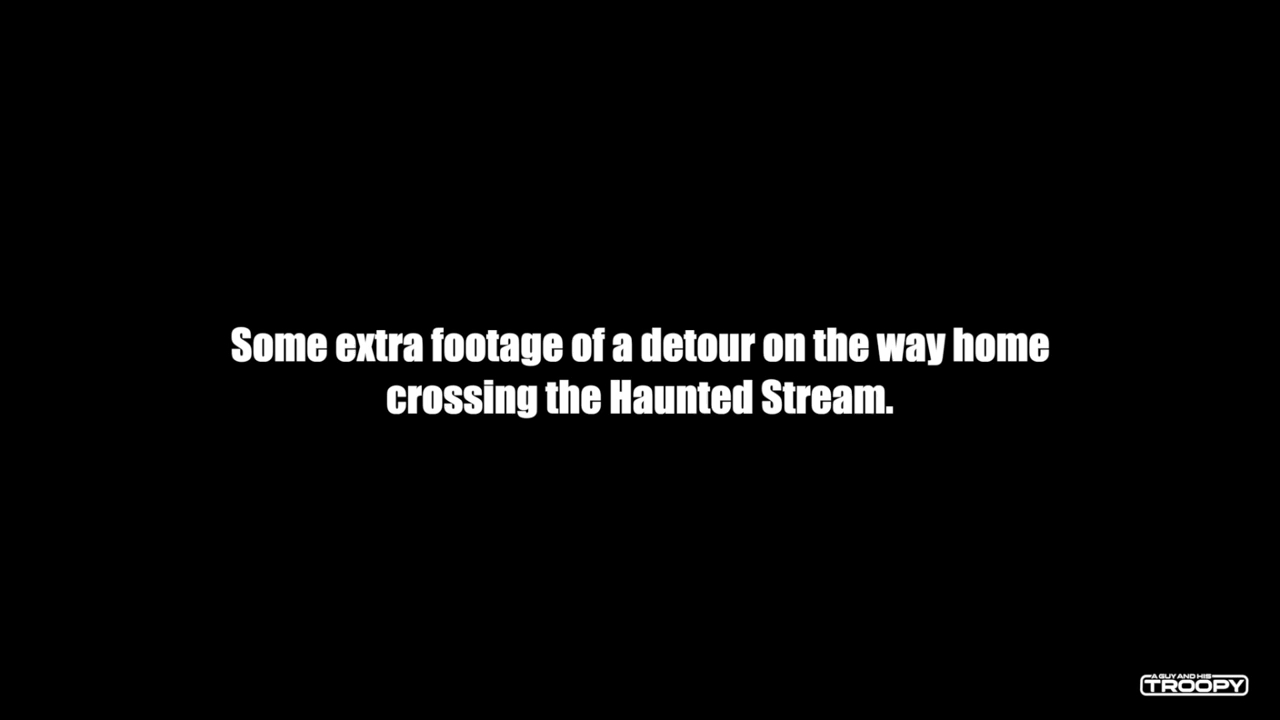 Some extra footage of a detour on the way home
crossing the Haunted Stream.
A GUY AND HIS
TROOPY